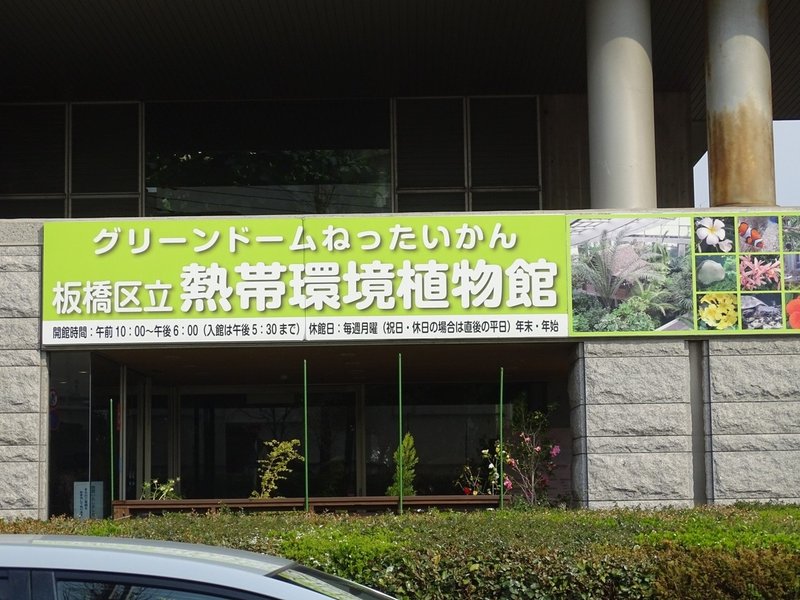 グリーンドームねったいかん
板橋区立 熱帯環境植物館
開館時間：午前10：00〜午後6：00（入館は午後5：30まで） 休館日：毎週月曜（祝日・休日の場合は直後の平日）年末・年始